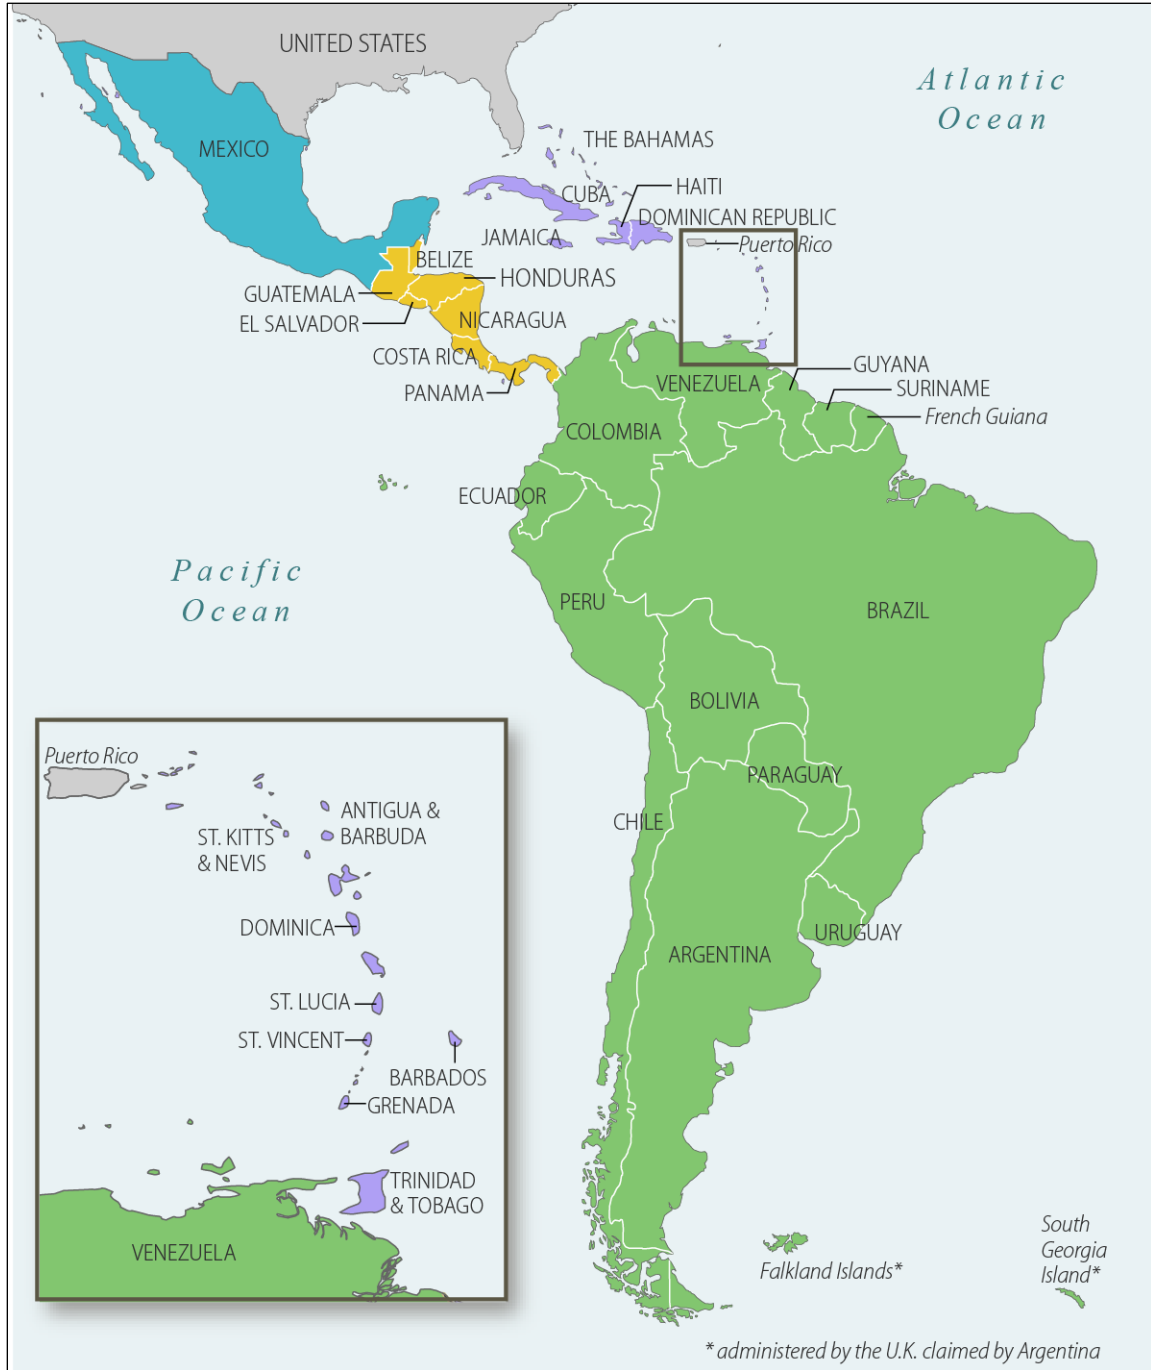 UNITED STATES
Atlantic
Ocean
MEXICO
THE BAHAMAS
CUBA
HAITI
DOMINICAN REPUBLIC
JAMAICA
Puerto Rico
BELIZE
HONDURAS
GUATEMALA
EL SALVADOR
NICARAGUA
COSTA RICA
PANAMA
GUYANA
VENEZUELA
SURINAME
French Guiana
COLOMBIA
ECUADOR
Pacific
Ocean
PERU
BRAZIL
BOLIVIA
PARAGUAY
CHILE
URUGUAY
ARGENTINA
Puerto Rico
ANTIGUA &
BARBUDA
ST. KITTS
& NEVIS
DOMINICA
ST. LUCIA
ST. VINCENT
BARBADOS
GRENADA
TRINIDAD
& TOBAGO
VENEZUELA
Falkland Islands*
South
Georgia
Island*
* administered by the U.K. claimed by Argentina